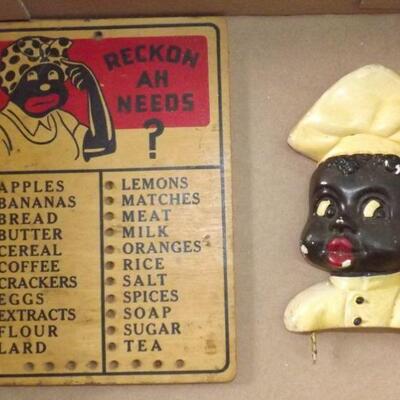 RECKON
AH
NEEDS
?
APPLES
BANANAS
BREAD
BUTTER
CEREAL
COFFEE
CRACKERS
EGGS
EXTRACTS
FLOUR
LARD
LEMONS
MATCHES
MEAT
MILK
ORANGES
RICE
SALT
SPICES
SOAP
SUGAR
TEA